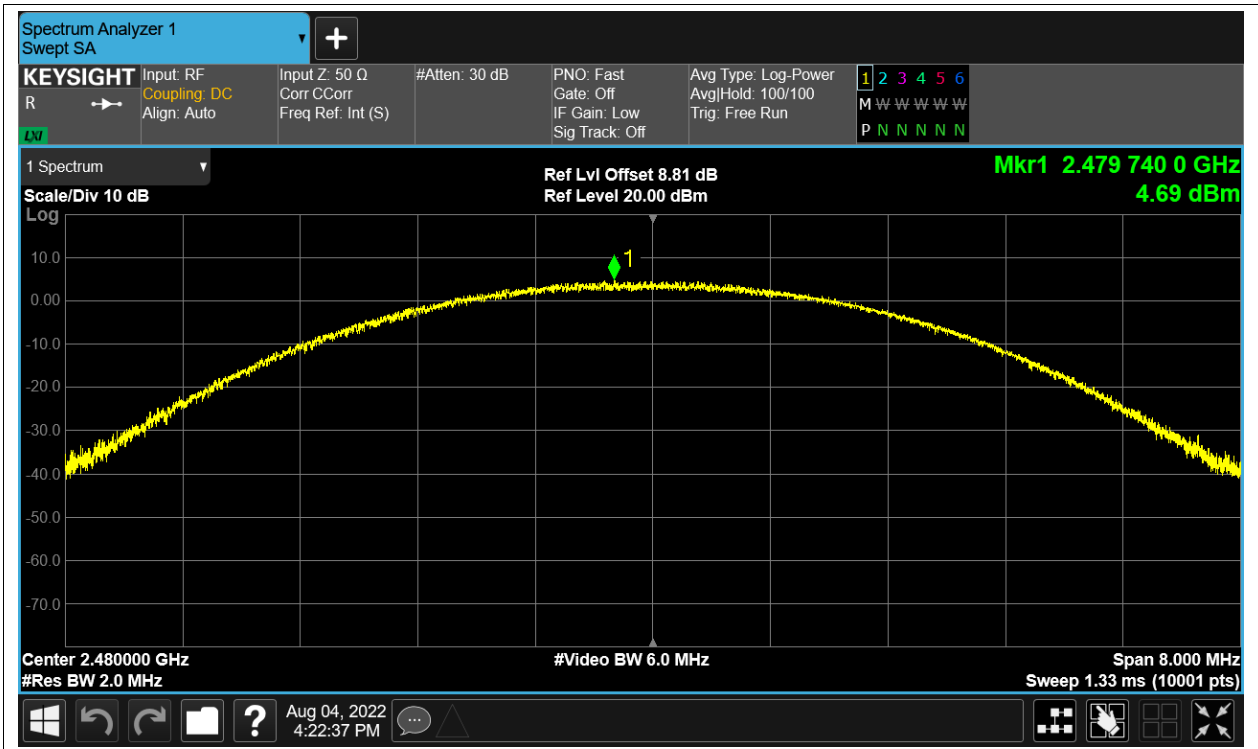 Spectrum Analyzer 1
Swept SA
KEYSIGHT
R
LXI
Input: RF
Coupling: DC
Align: Auto
Input Z: 50 Ω
Corr CCorr
Freq Ref: Int (S)
#Atten: 30 dB
PNO: Fast
Gate: Off
IF Gain: Low
Sig Track: Off
Avg Type: Log-Power
Avg|Hold: 100/100
Trig: Free Run
1 2 3 4 5 6
M W W W W W
P N N N N N
1 Spectrum
Scale/Div 10 dB
Log
Ref Lvl Offset 8.81 dB
Ref Level 20.00 dBm
Mkr1 2.479 740 0 GHz
4.69 dBm
1
10.0
0.00
-10.0
-20.0
-30.0
-40.0
-50.0
-60.0
-70.0
Center 2.480000 GHz
#Video BW 6.0 MHz
Span 8.000 MHz
#Res BW 2.0 MHz
Sweep 1.33 ms (10001 pts)
?
Aug 04, 2022
4:22:37 PM